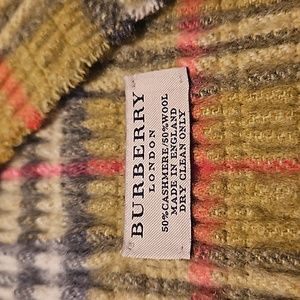 BURBERRY
LONDON
50%CASHMERE/50%WOOL
MADE IN ENGLAND
DRY CLEAN ONLY